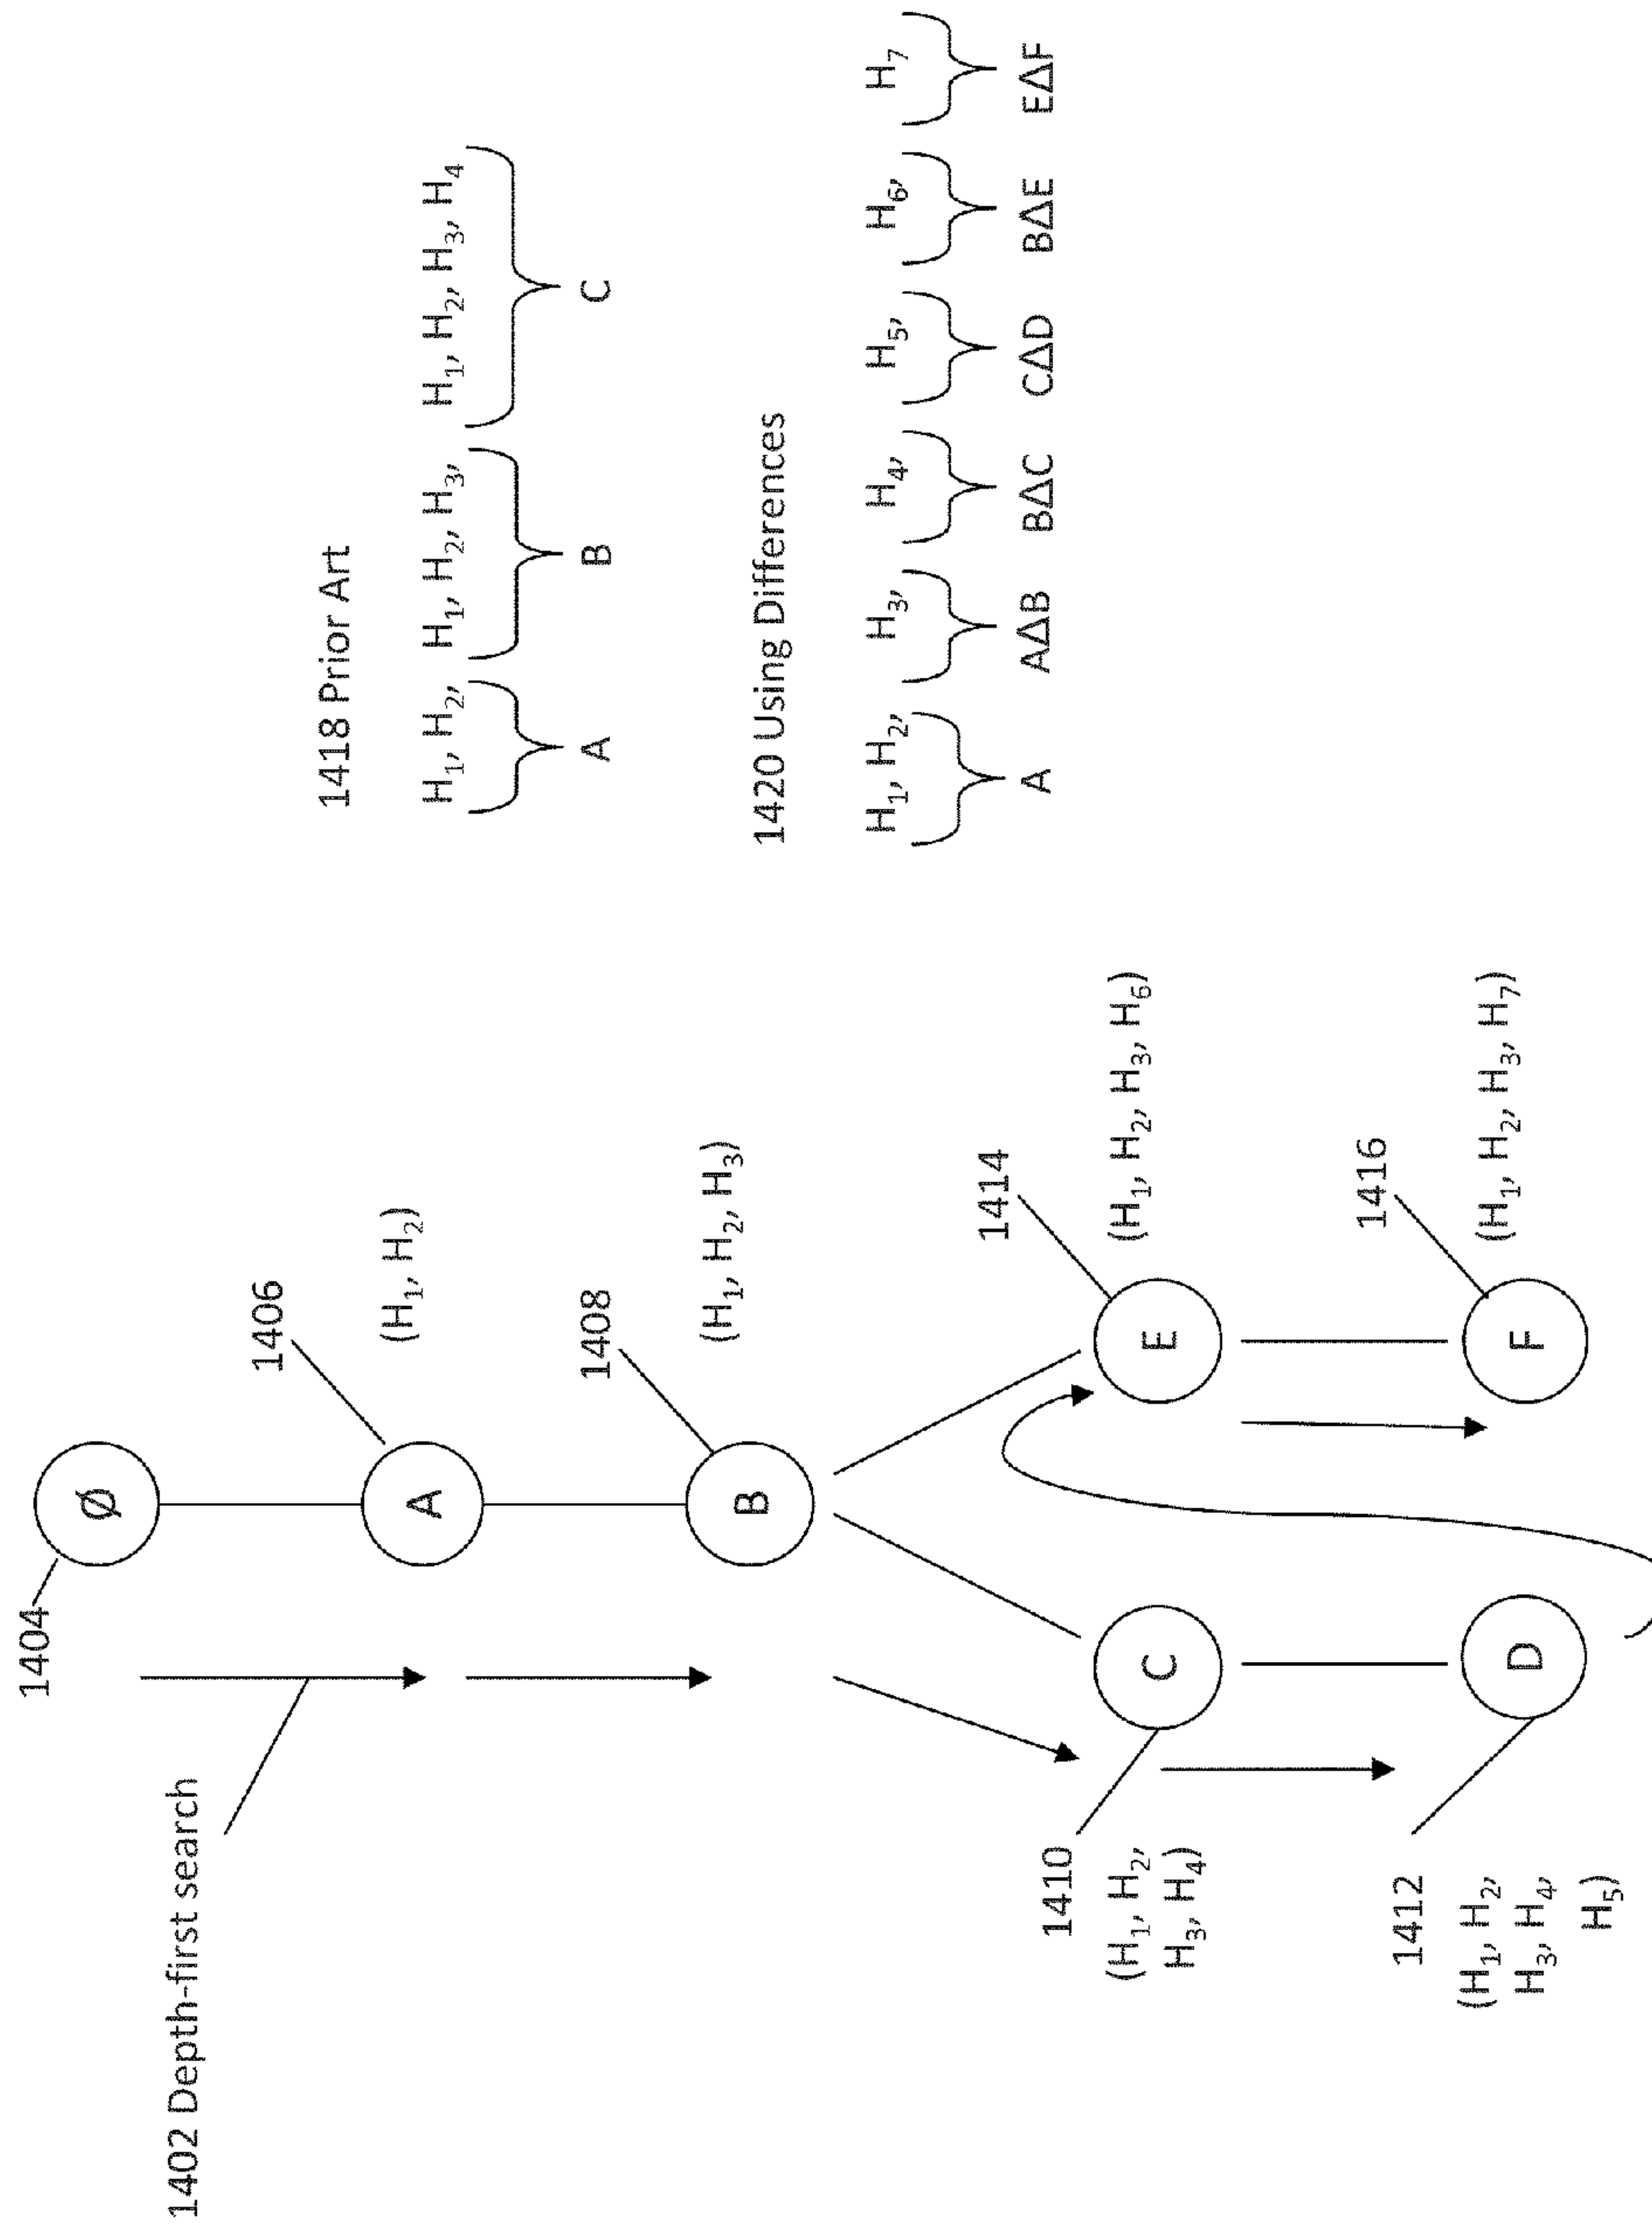 1402 Depth-first search
1404
Ø
1406
A
(H₁, H₂)
1408
B
(H₁, H₂, H₃)
1410
(H₁, H₂,
H₃, H₄)
C
1414
E
(H₁, H₂, H₃, H₆)
1412
(H₁, H₂,
H₃, H₄,
H₅)
D
1416
F
(H₁, H₂, H₃, H₇)
1418 Prior Art
H₁, H₂, H₁, H₂, H₃, H₁, H₂, H₃, H₄
A B C
1420 Using Differences
H₁, H₂, H₃, H₄, H₅, H₆, H₇
A AΔB BΔC CΔD BΔE EΔF